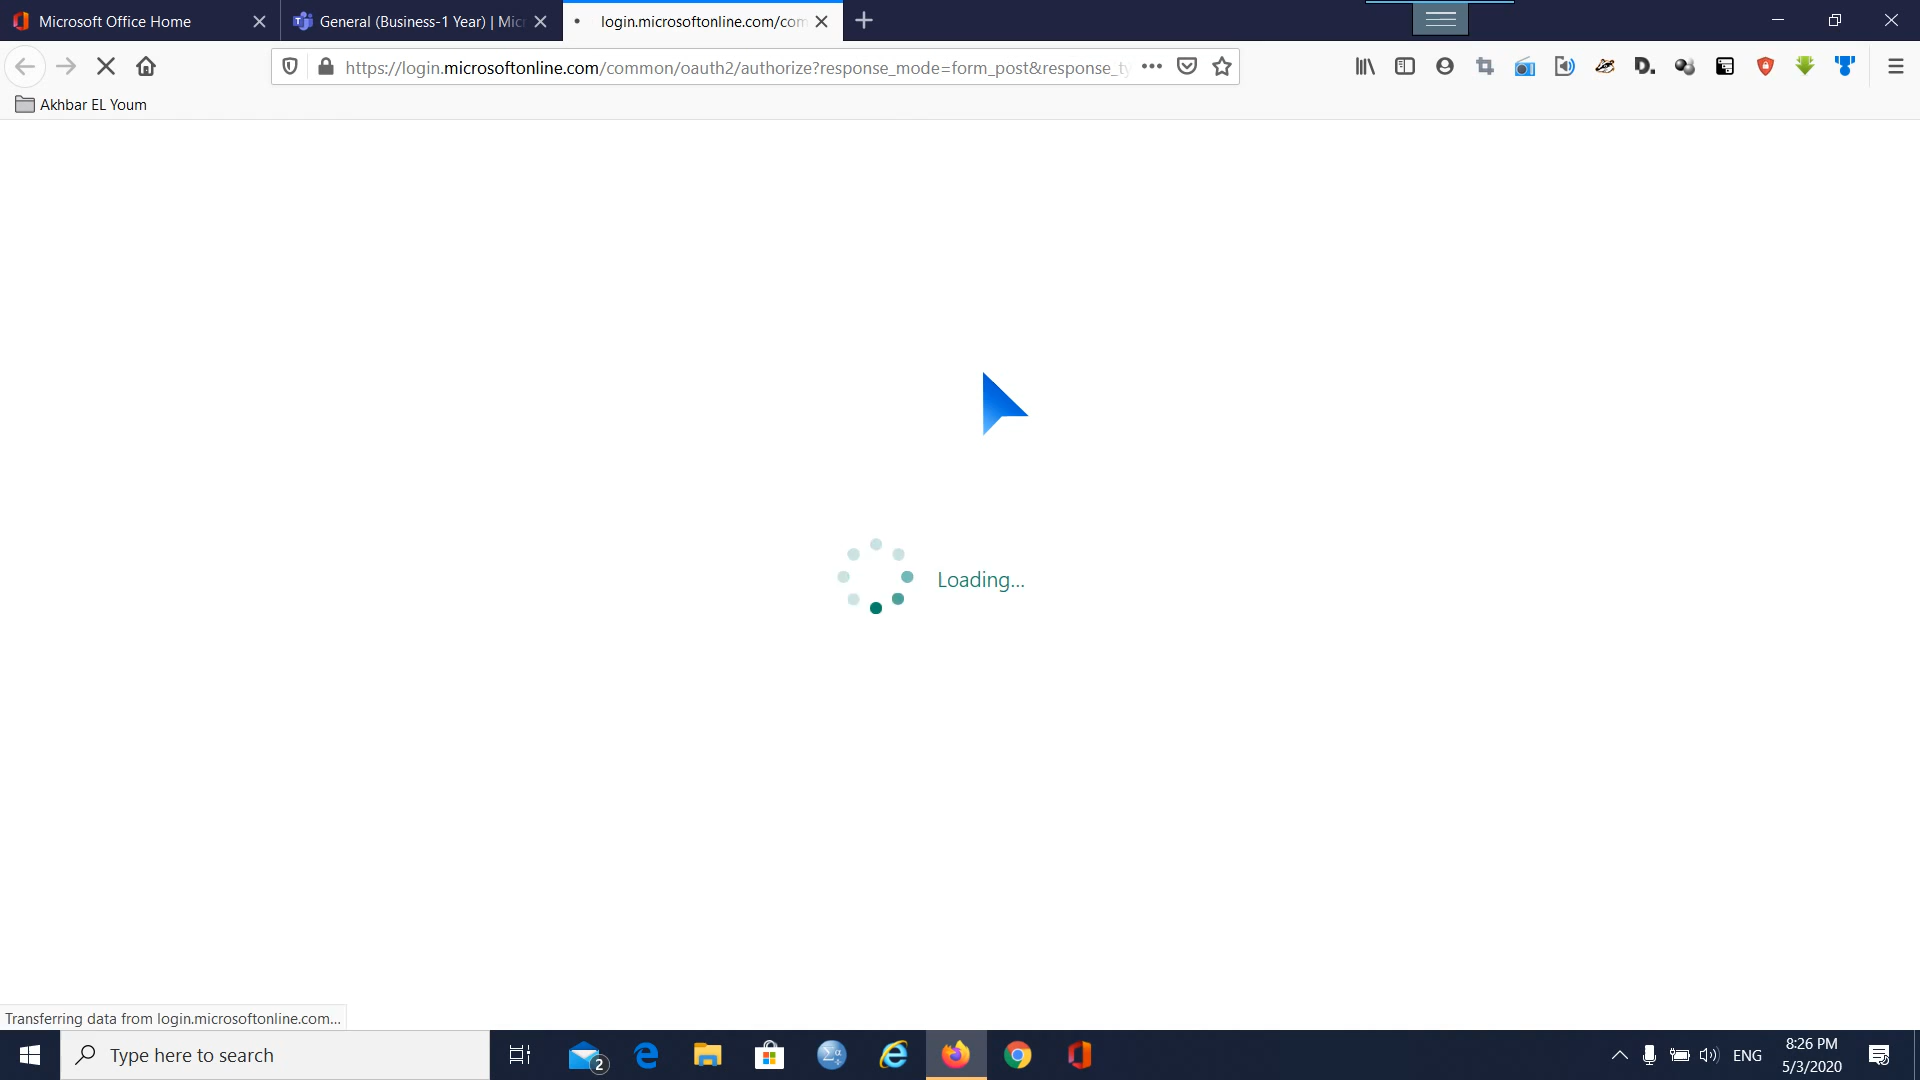 Microsoft Office Home
General (Business-1 Year) | Mic
login.microsoftonline.com/com
https://login.microsoftonline.com/common/oauth2/authorize?response_mode=form_post&response_ty
Akhbar EL Youm
Loading...
Transferring data from login.microsoftonline.com...
Type here to search
2
ENG
8:26 PM
5/3/2020